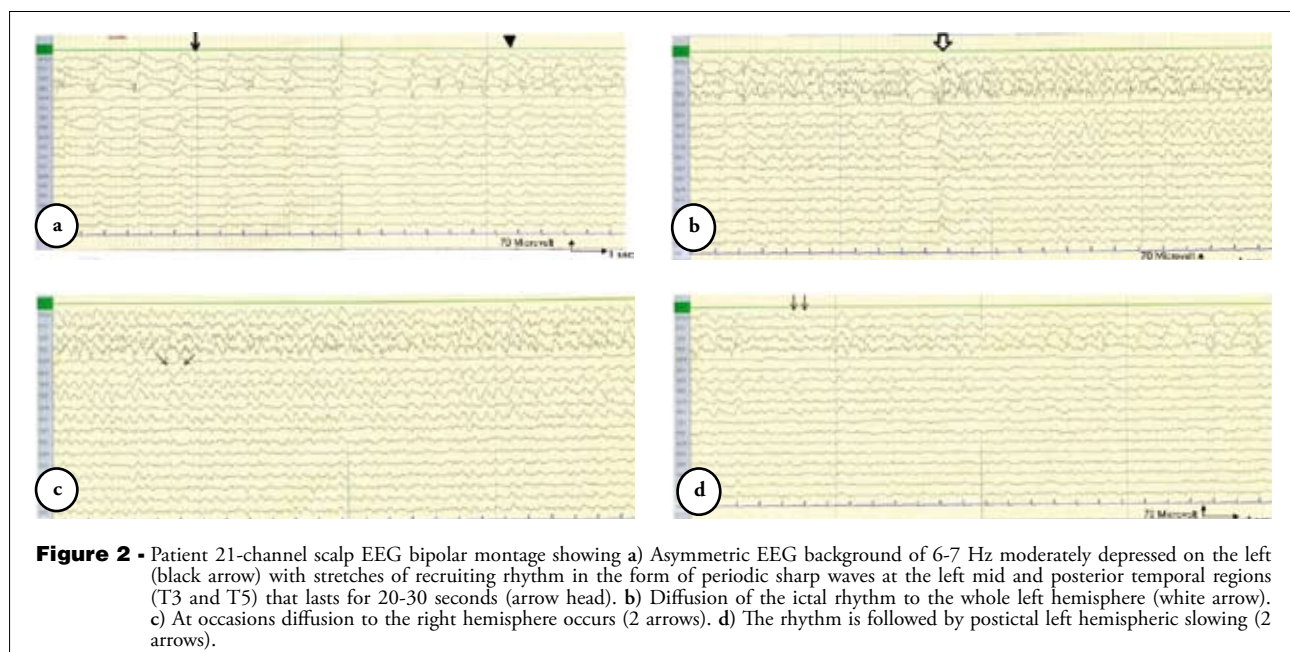 a
70 Microvolt
1 sec
b
70 Microvolt
c
d
70 Microvolt
Figure 2 - Patient 21-channel scalp EEG bipolar montage showing a) Asymmetric EEG background of 6-7 Hz moderately depressed on the left
(black arrow) with stretches of recruiting rhythm in the form of periodic sharp waves at the left mid and posterior temporal regions
(T3 and T5) that lasts for 20-30 seconds (arrow head). b) Diffusion of the ictal rhythm to the whole left hemisphere (white arrow).
c) At occasions diffusion to the right hemisphere occurs (2 arrows). d) The rhythm is followed by postictal left hemispheric slowing (2
arrows).